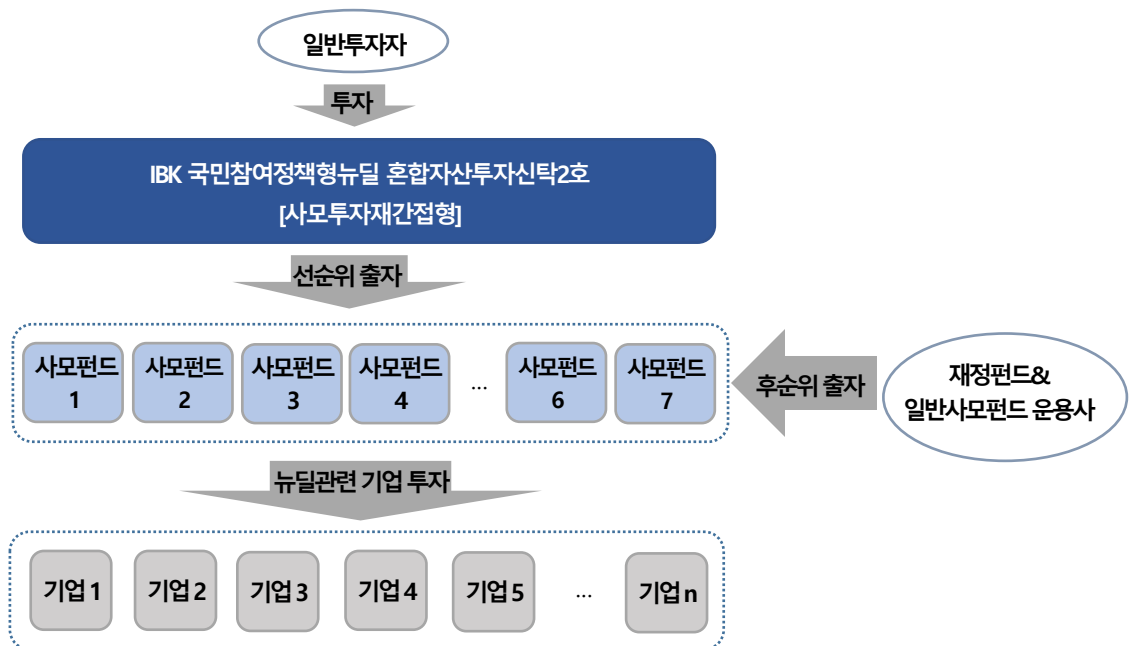 일반투자자
투자
IBK 국민참여정책형뉴딜 혼합자산투자신탁2호
[사모투자재간접형]
선순위 출자
사모펀드
1
사모펀드
2
사모펀드
3
사모펀드
4
...
사모펀드
6
사모펀드
7
후순위 출자
재정펀드&
일반사모펀드 운용사
뉴딜관련 기업 투자
기업 1
기업 2
기업 3
기업 4
기업 5
...
기업 n